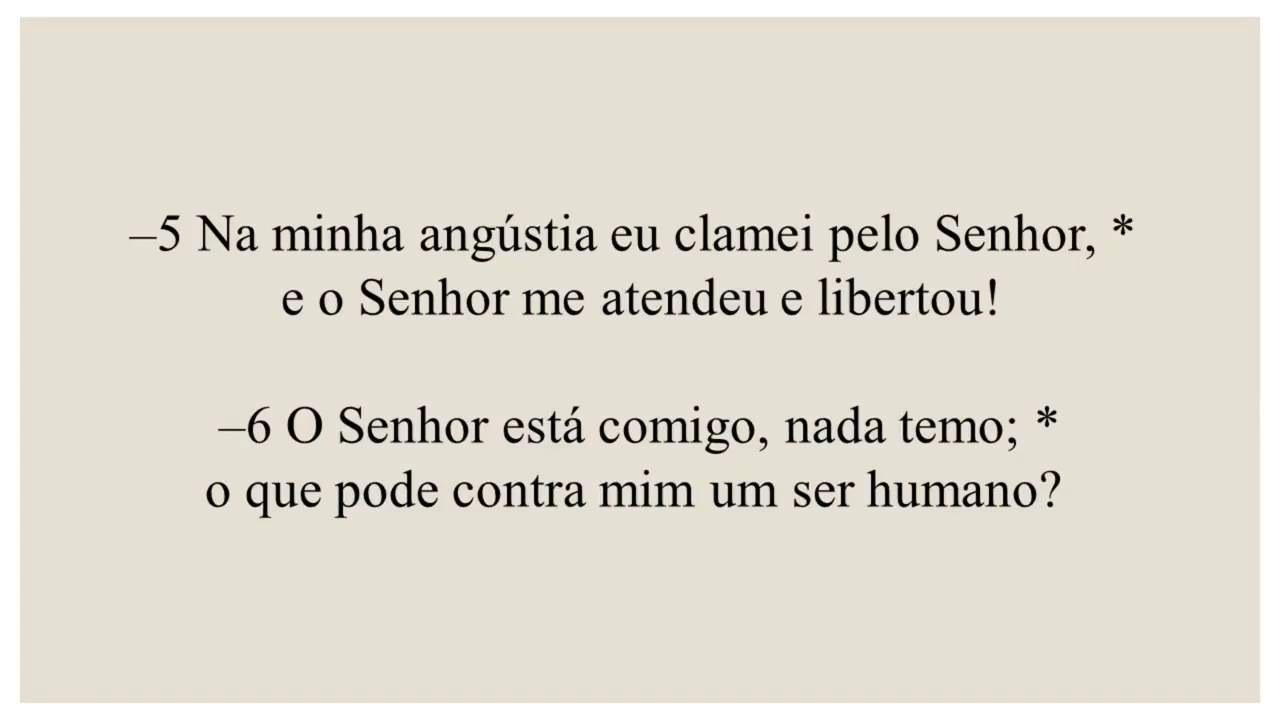 –5 Na minha angústia eu clamei pelo Senhor, *
e o Senhor me atendeu e libertou!
–6 O Senhor está comigo, nada temo; *
o que pode contra mim um ser humano?